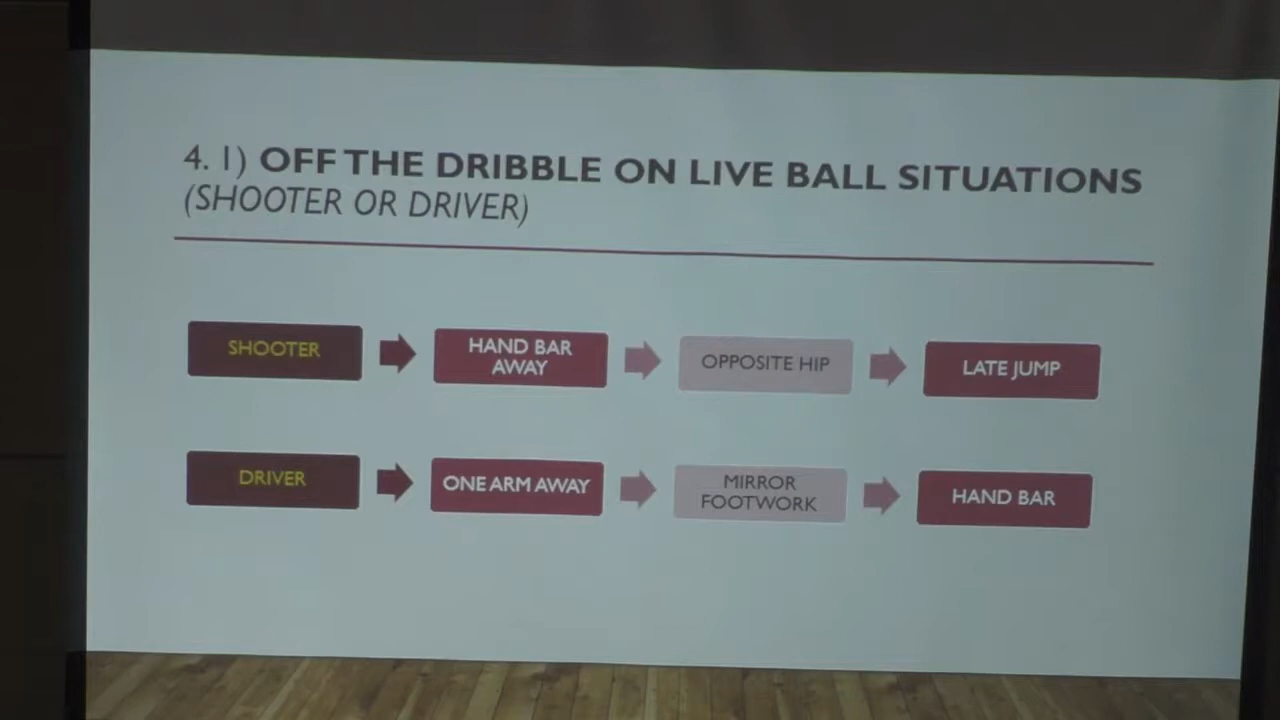 4. 1) OFF THE DRIBBLE ON LIVE BALL SITUATIONS
(SHOOTER OR DRIVER)
SHOOTER
HAND BAR
AWAY
OPPOSITE HIP
LATE JUMP
DRIVER
ONE ARM AWAY
MIRROR
FOOTWORK
HAND BAR